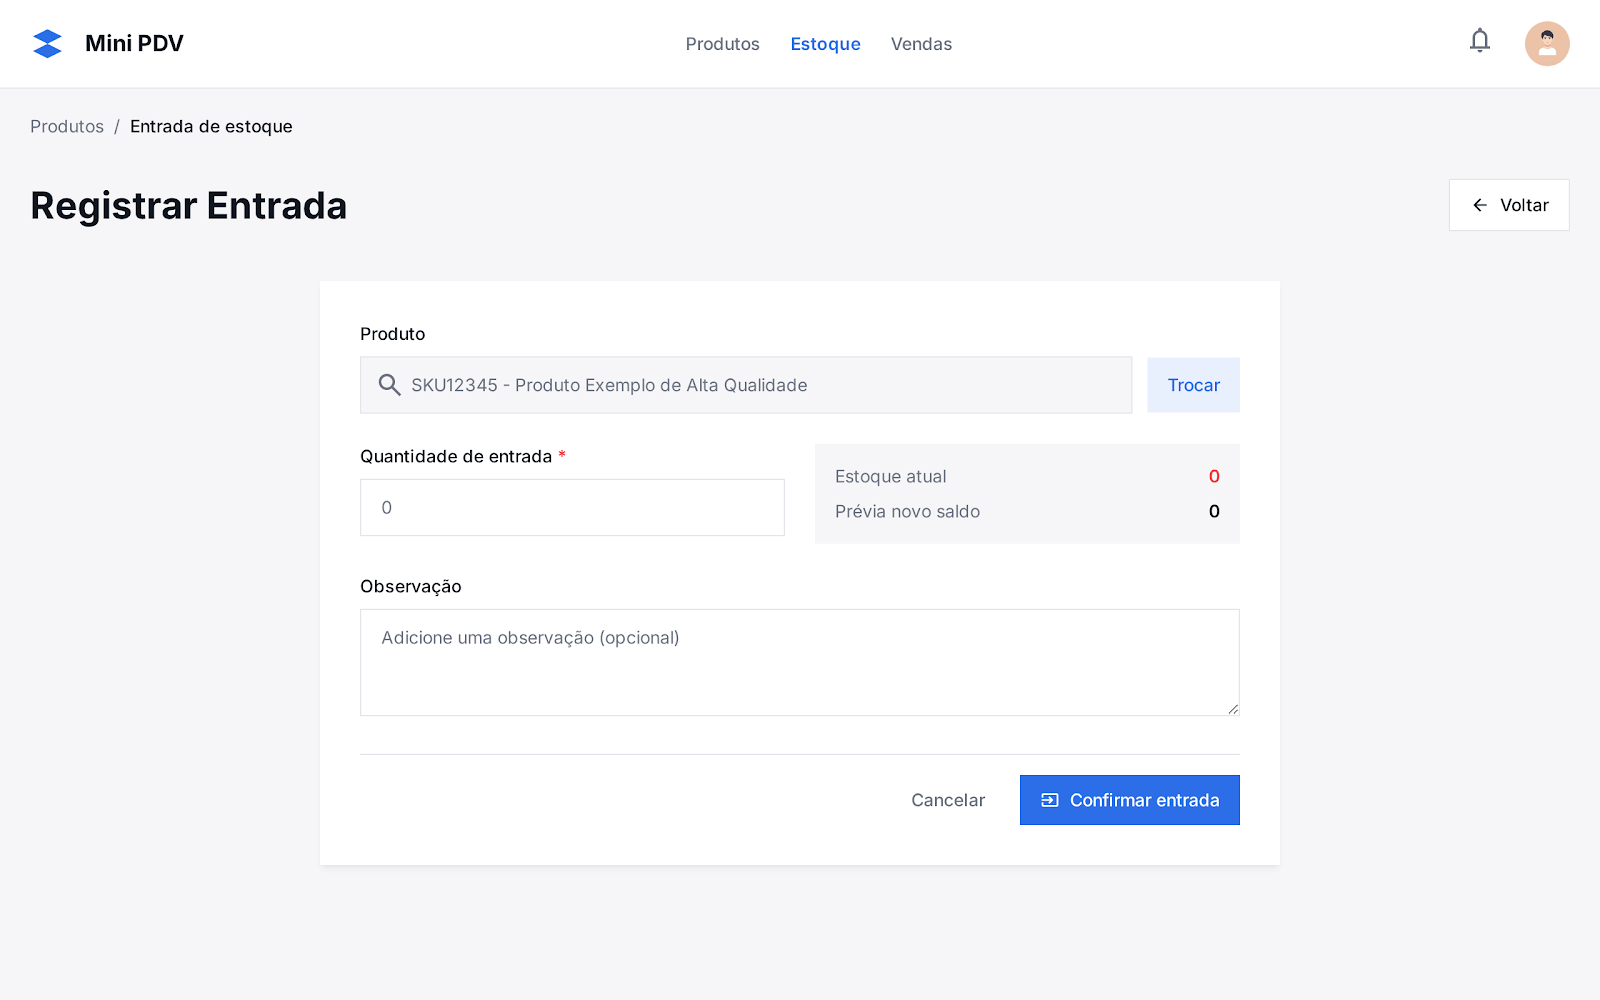 Mini PDV
Produtos Estoque Vendas
Produtos / Entrada de estoque
Registrar Entrada
Voltar
Produto
SKU12345 - Produto Exemplo de Alta Qualidade
Trocar
Quantidade de entrada *
0
Estoque atual 0
Prévia novo saldo 0
Observação
Adicione uma observação (opcional)
Cancelar
Confirmar entrada